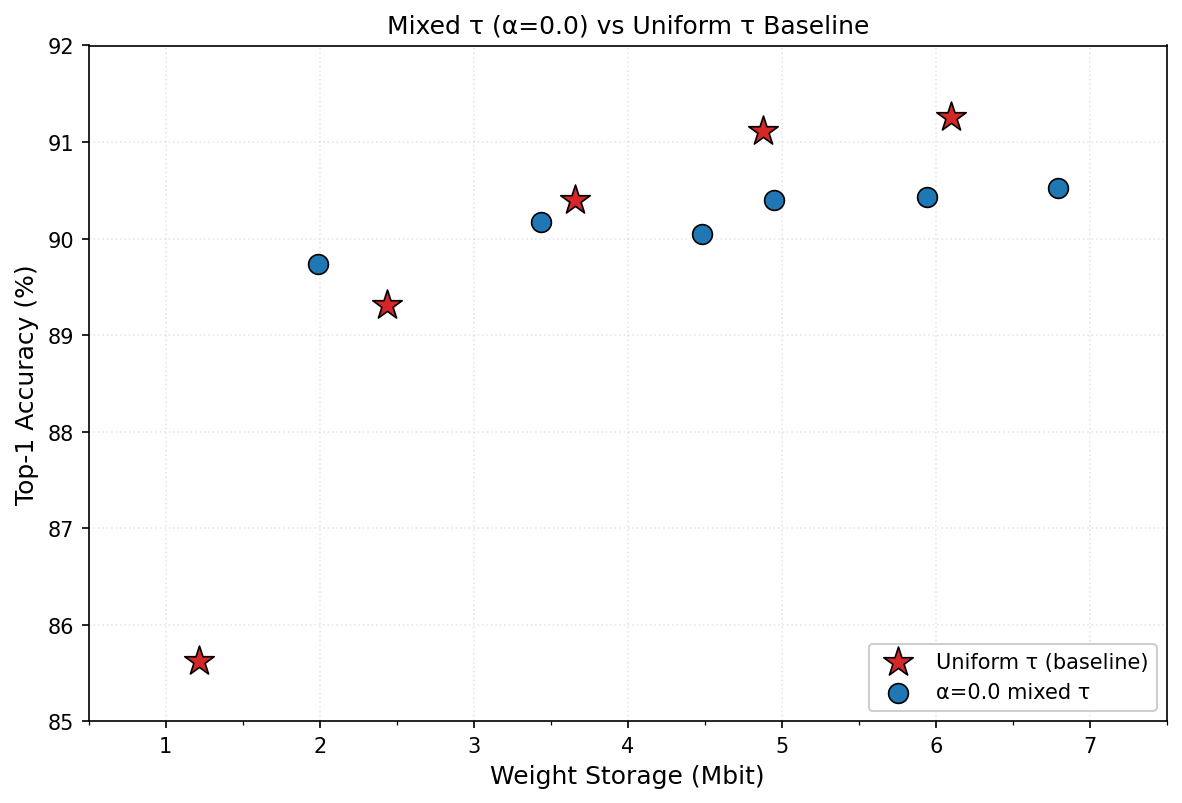 Mixed τ (α=0.0) vs Uniform τ Baseline
92
91
90
89
88
87
86
85
Top-1 Accuracy (%)
Uniform τ (baseline)
α=0.0 mixed τ
1 2 3 4 5 6 7
Weight Storage (Mbit)